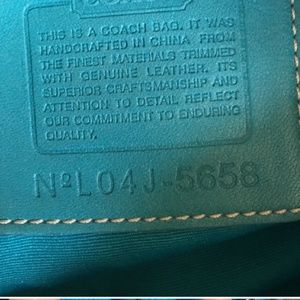 THIS IS A COACH BAG. IT WAS
HANDCRAFTED IN CHINA FROM
THE FINEST MATERIALS TRIMMED
WITH GENUINE LEATHER. ITS
SUPERIOR CRAFTSMANSHIP AND
ATTENTION TO DETAIL REFLECT
OUR COMMITMENT TO ENDURING
QUALITY.
NºL04J-5658